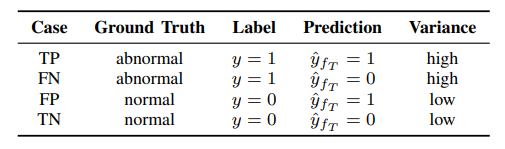 Case Ground Truth Label Prediction Variance
TP abnormal y = 1 ŷ_{f_T} = 1 high
FN abnormal y = 1 ŷ_{f_T} = 0 high
FP normal y = 0 ŷ_{f_T} = 1 low
TN normal y = 0 ŷ_{f_T} = 0 low